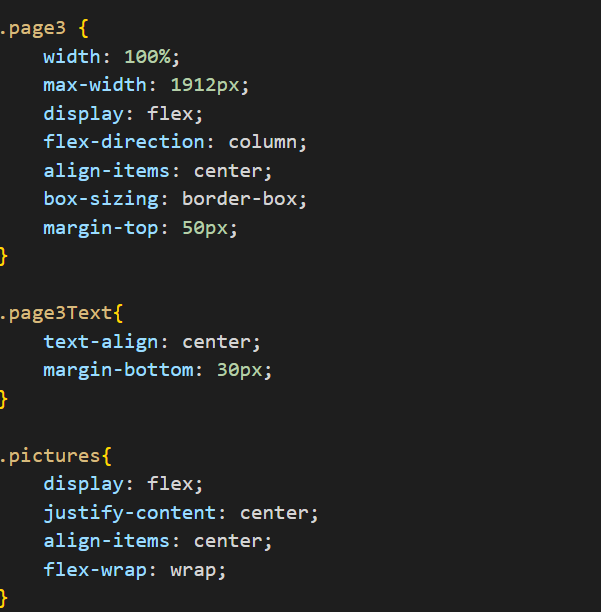 .page3 {
    width: 100%;
    max-width: 1912px;
    display: flex;
    flex-direction: column;
    align-items: center;
    box-sizing: border-box;
    margin-top: 50px;
}
.page3Text{
    text-align: center;
    margin-bottom: 30px;
}
.pictures{
    display: flex;
    justify-content: center;
    align-items: center;
    flex-wrap: wrap;
}